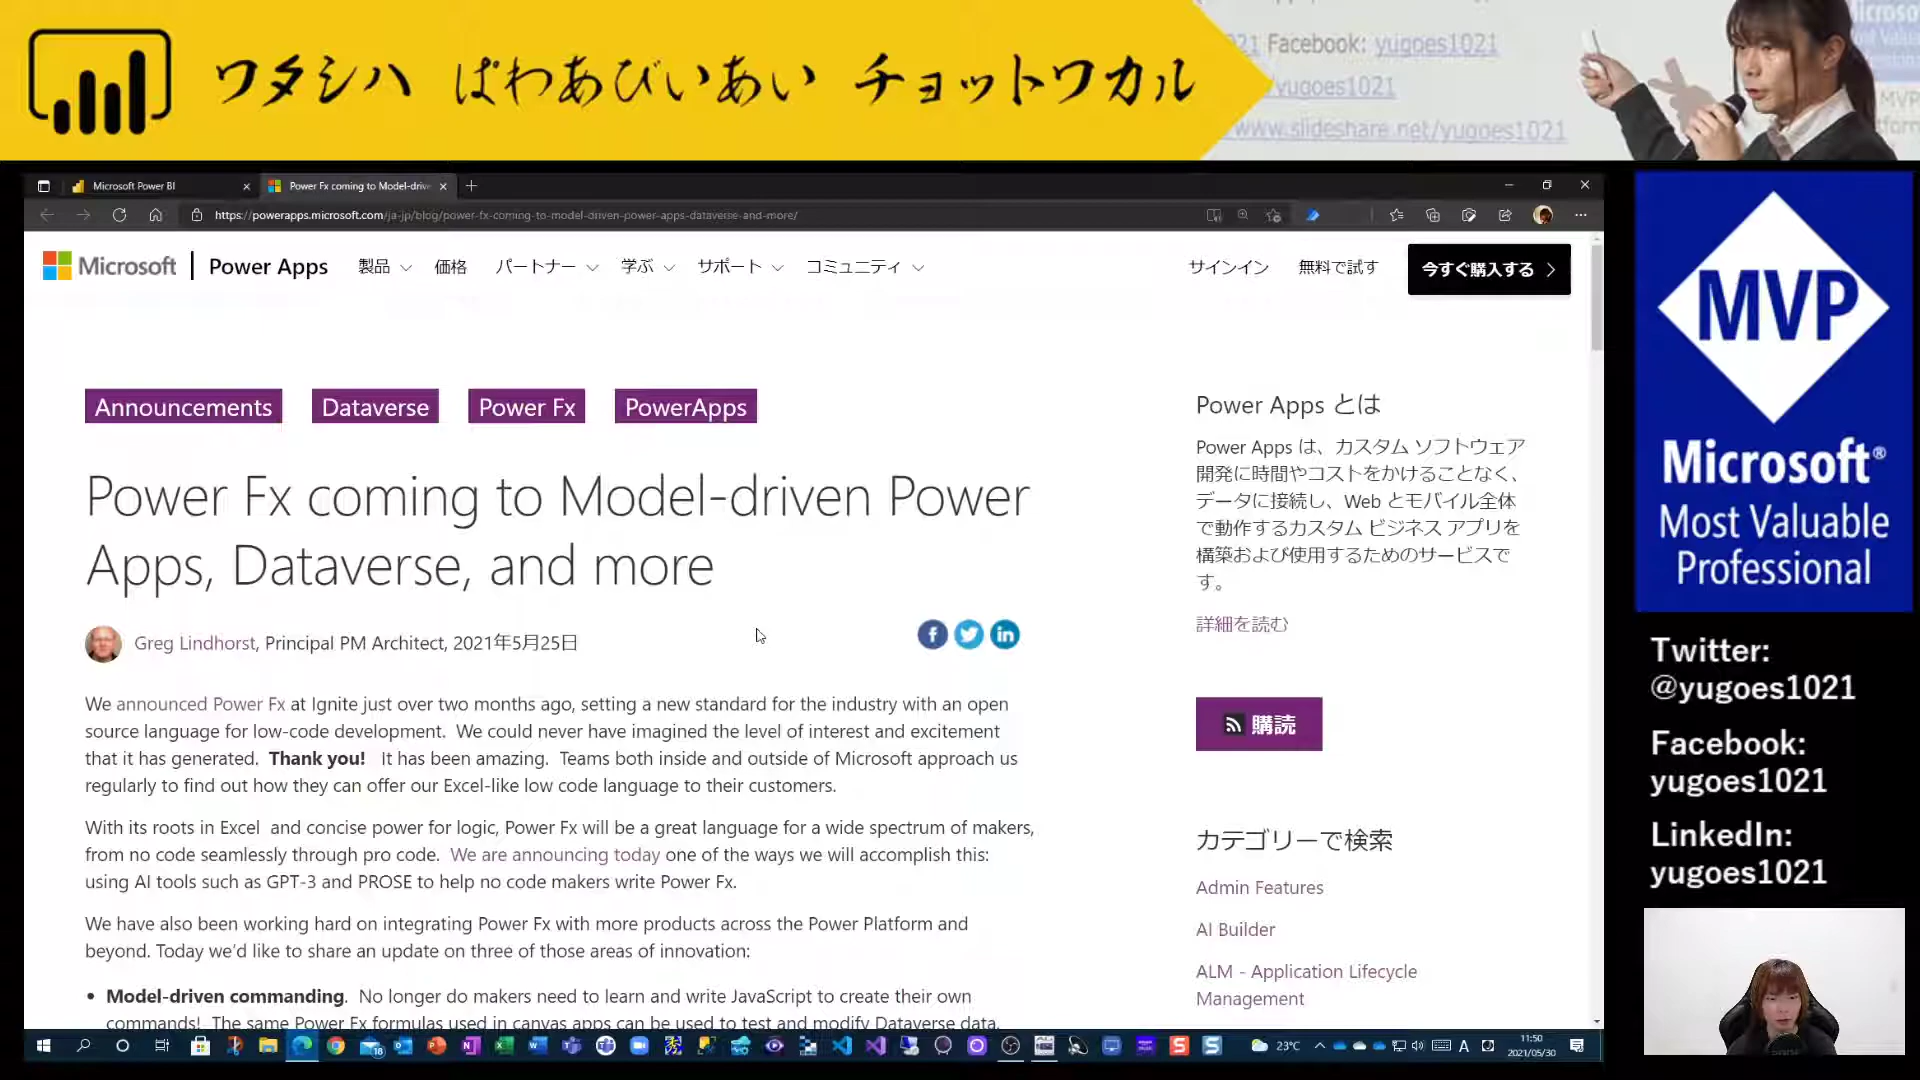 ワタシハ ぱわあびいあい チョットワカル
21 Facebook: yugoes1021
/yugoes1021
www.slideshare.net/yugoes1021
Microsoft Power BI
Power Fx coming to Model-drive
https://powerapps.microsoft.com/ja-jp/blog/power-fx-coming-to-model-driven-power-apps-dataverse-and-more/
Microsoft
Power Apps
製品
価格
パートナー
学ぶ
サポート
コミュニティ
サインイン
無料で試す
今すぐ購入する
Announcements
Dataverse
Power Fx
PowerApps
Power Fx coming to Model-driven Power
Apps, Dataverse, and more
Greg Lindhorst, Principal PM Architect, 2021年5月25日
We announced Power Fx at Ignite just over two months ago, setting a new standard for the industry with an open
source language for low-code development. We could never have imagined the level of interest and excitement
that it has generated. Thank you! It has been amazing. Teams both inside and outside of Microsoft approach us
regularly to find out how they can offer our Excel-like low code language to their customers.
With its roots in Excel and concise power for logic, Power Fx will be a great language for a wide spectrum of makers,
from no code seamlessly through pro code. We are announcing today one of the ways we will accomplish this:
using AI tools such as GPT-3 and PROSE to help no code makers write Power Fx.
We have also been working hard on integrating Power Fx with more products across the Power Platform and
beyond. Today we'd like to share an update on three of those areas of innovation:
• Model-driven commanding. No longer do makers need to learn and write JavaScript to create their own
commands! The same Power Fx formulas used in canvas apps can be used to test and modify Dataverse data.
Power Apps とは
Power Apps は、カスタム ソフトウェア
開発に時間やコストをかけることなく、
データに接続し、Web とモバイル全体
で動作するカスタム ビジネス アプリを
構築および使用するためのサービスで
す。
詳細を読む
購読
カテゴリーで検索
Admin Features
AI Builder
ALM - Application Lifecycle
Management
MVP
Microsoft®
Most Valuable
Professional
Twitter:
@yugoes1021
Facebook:
yugoes1021
LinkedIn:
yugoes1021
23℃
A
11:50
2021/05/30